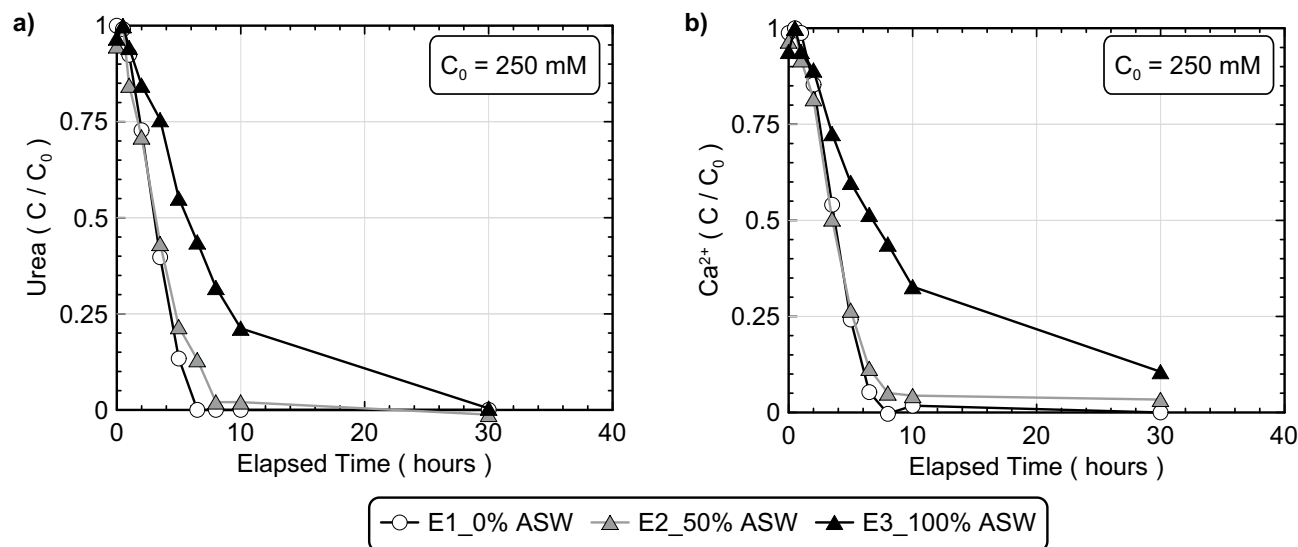 a)
C₀ = 250 mM
Urea ( C / C₀ )
1
0.75
0.5
0.25
0
0 10 20 30 40
Elapsed Time ( hours )
b)
C₀ = 250 mM
Ca²⁺ ( C / C₀ )
1
0.75
0.5
0.25
0
0 10 20 30 40
Elapsed Time ( hours )
E1_0% ASW E2_50% ASW E3_100% ASW